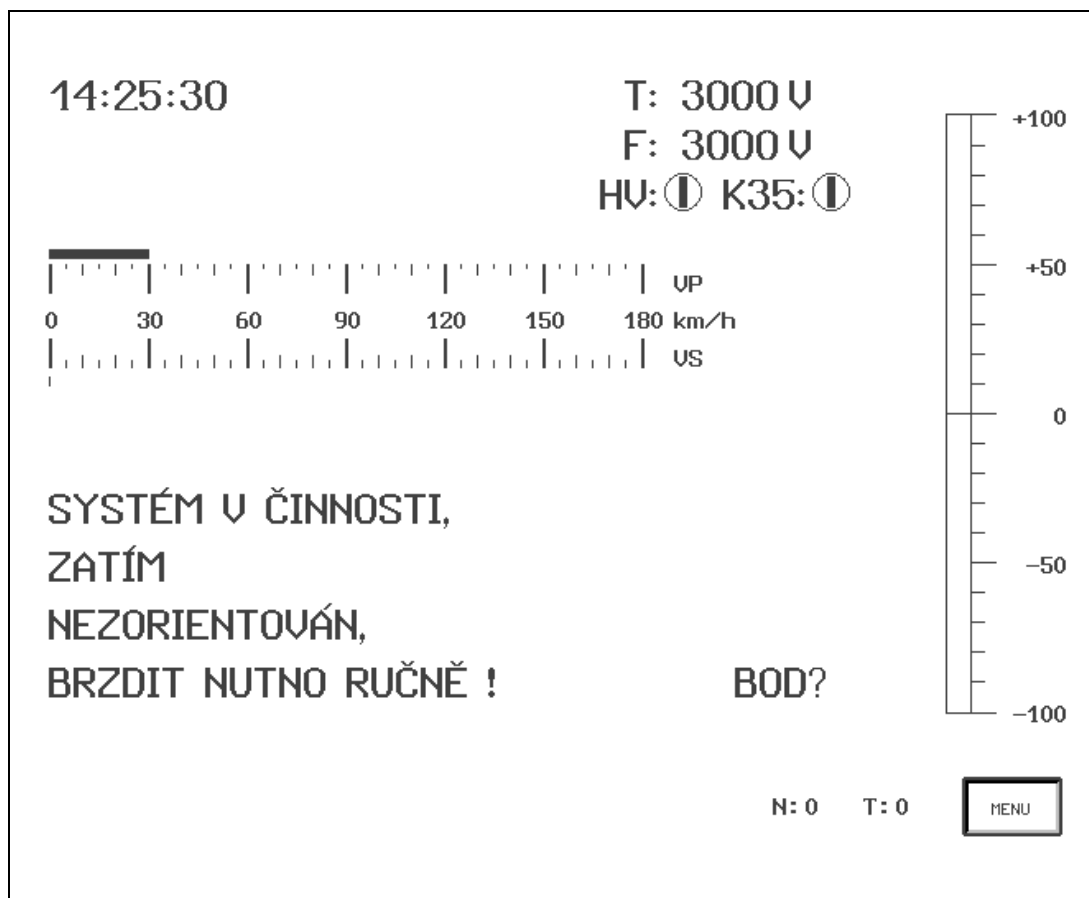 14:25:30
T: 3000 V
F: 3000 V
HV: K35:
VP
0 30 60 90 120 150 180 km/h
VS
+100
+50
0
-50
-100
SYSTÉM V ČINNOSTI,
ZATÍM
NEZORIENTOVÁN,
BRZDIT NUTNO RUČNĚ ! BOD?
N: 0 T: 0 MENU